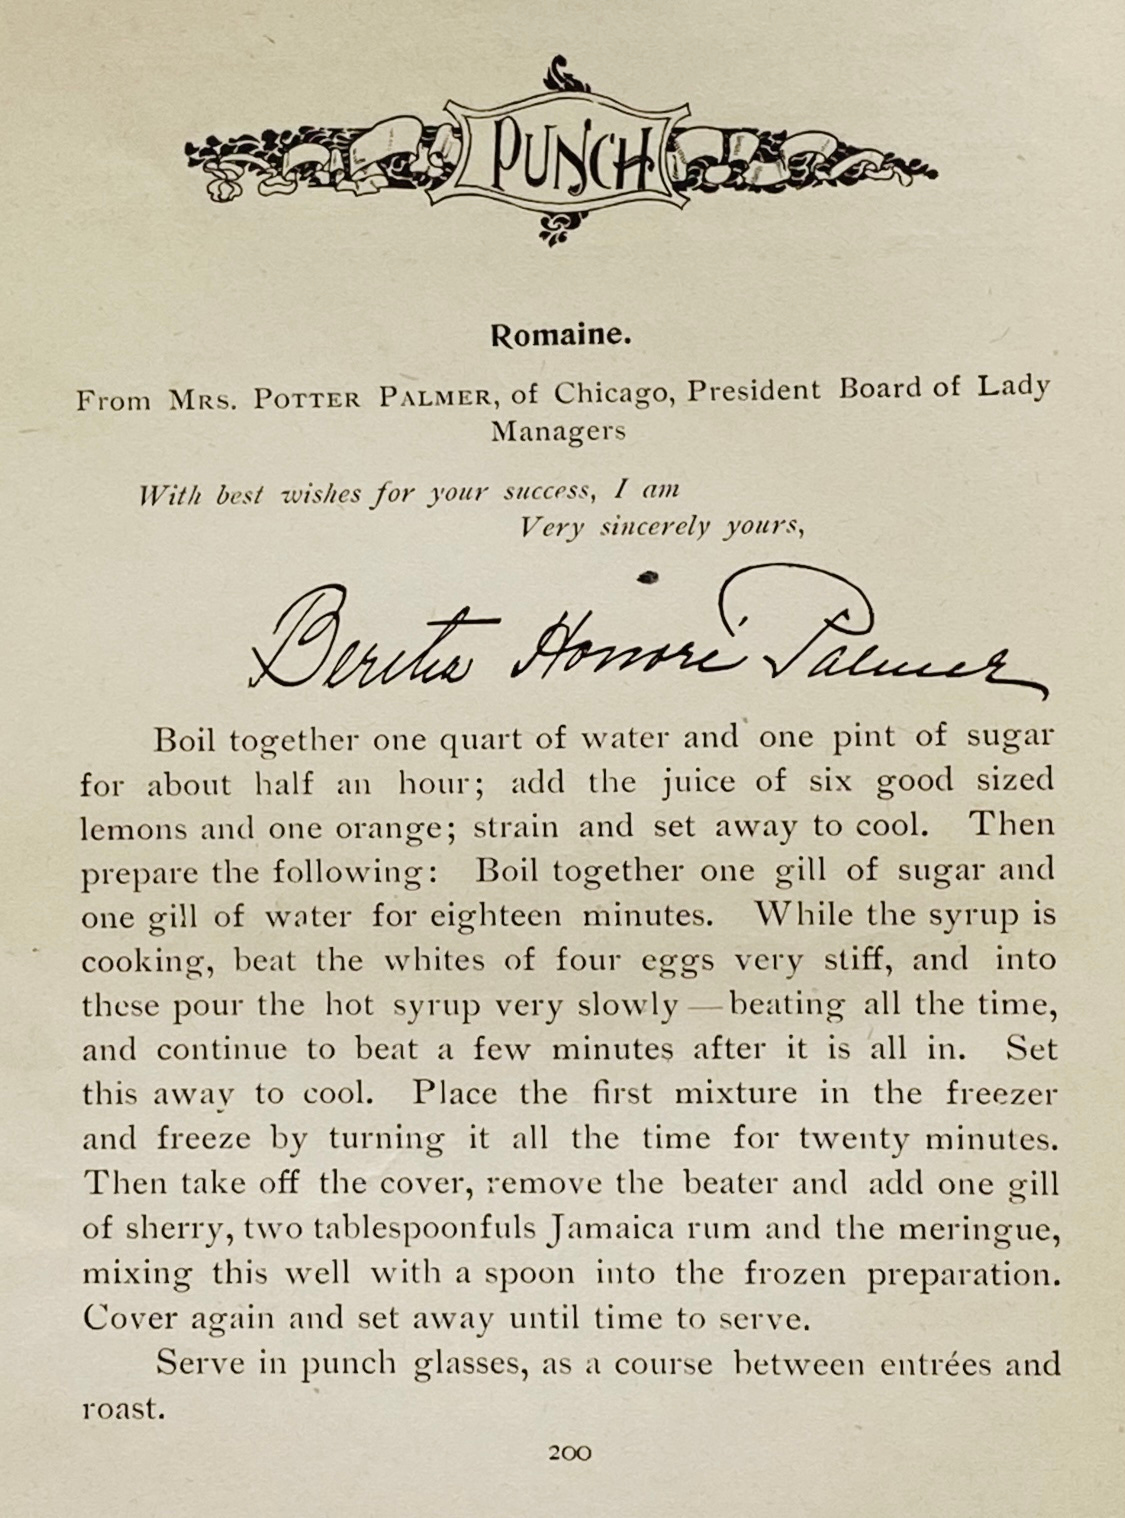 PUNCH
Romaine.
From MRS. POTTER PALMER, of Chicago, President Board of Lady
Managers
With best wishes for your success, I am
Very sincerely yours,
Bertha Honoré Palmer
Boil together one quart of water and one pint of sugar
for about half an hour; add the juice of six good sized
lemons and one orange; strain and set away to cool. Then
prepare the following: Boil together one gill of sugar and
one gill of water for eighteen minutes. While the syrup is
cooking, beat the whites of four eggs very stiff, and into
these pour the hot syrup very slowly — beating all the time,
and continue to beat a few minutes after it is all in. Set
this away to cool. Place the first mixture in the freezer
and freeze by turning it all the time for twenty minutes.
Then take off the cover, remove the beater and add one gill
of sherry, two tablespoonfuls Jamaica rum and the meringue,
mixing this well with a spoon into the frozen preparation.
Cover again and set away until time to serve.
Serve in punch glasses, as a course between entrées and
roast.
200